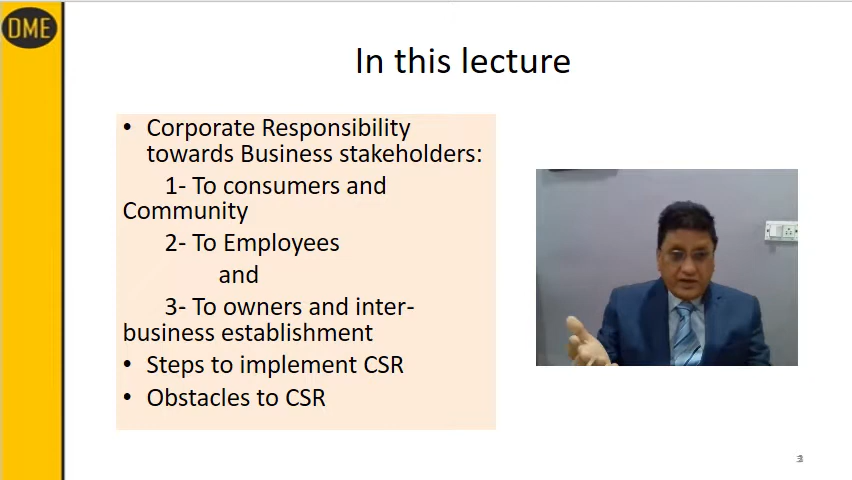 DME
In this lecture
• Corporate Responsibility
towards Business stakeholders:
1- To consumers and
Community
2- To Employees
and
3- To owners and inter-
business establishment
• Steps to implement CSR
• Obstacles to CSR